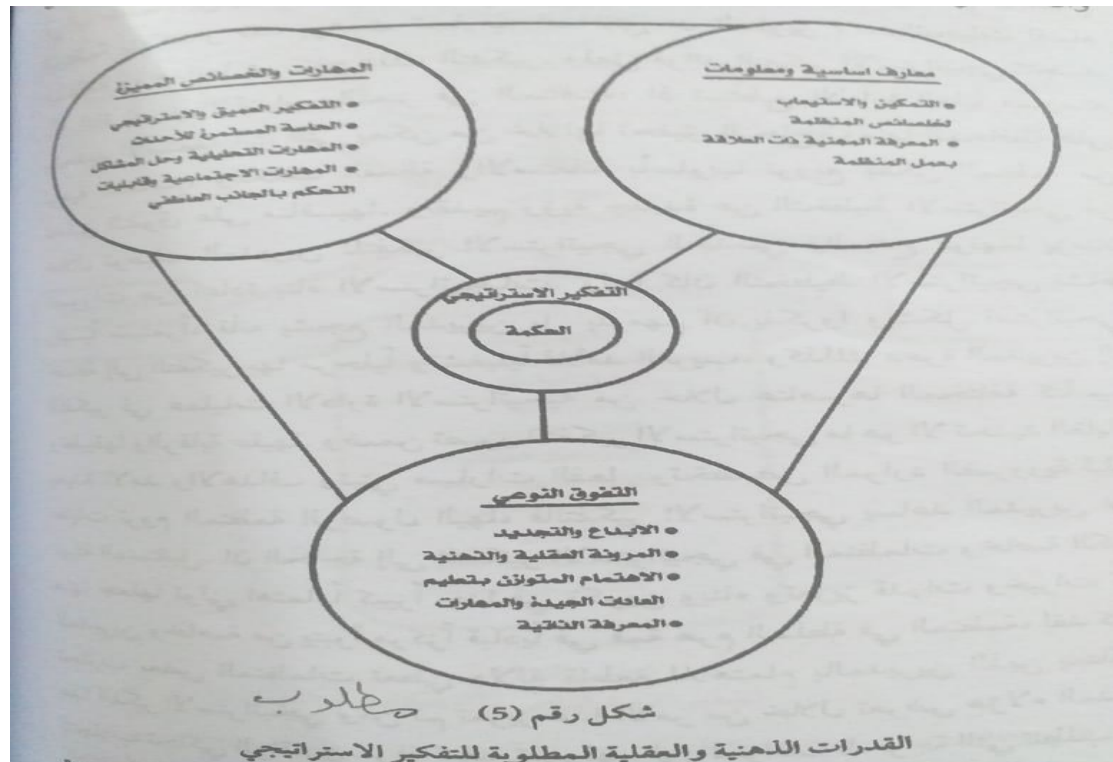 معارف اساسية ومعلومات
● التمكين والاستيعاب
لخصائص المنظمة
● المعرفة المهنية ذات العلاقة
بعمل المنظمة
المهارات والخصائص المميزة
● التفكير العميق والاستراتيجي
● الحاسة المستمرة للأحداث
● المهارات التحليلية وحل المشاكل
● المهارات الاجتماعية وقابليات
التحكم بالجانب العاطفي
التفكير الاستراتيجي
الحكمة
التفوق النوعي
● الابداع والتجديد
● المرونة العقلية والذهنية
● الاهتمام المتوازن بتعليم
العادات الجيدة والمهارات
● المعرفة الذاتية
شكل رقم (5) مطلوب
القدرات الذهنية والعقلية المطلوبة للتفكير الاستراتيجي